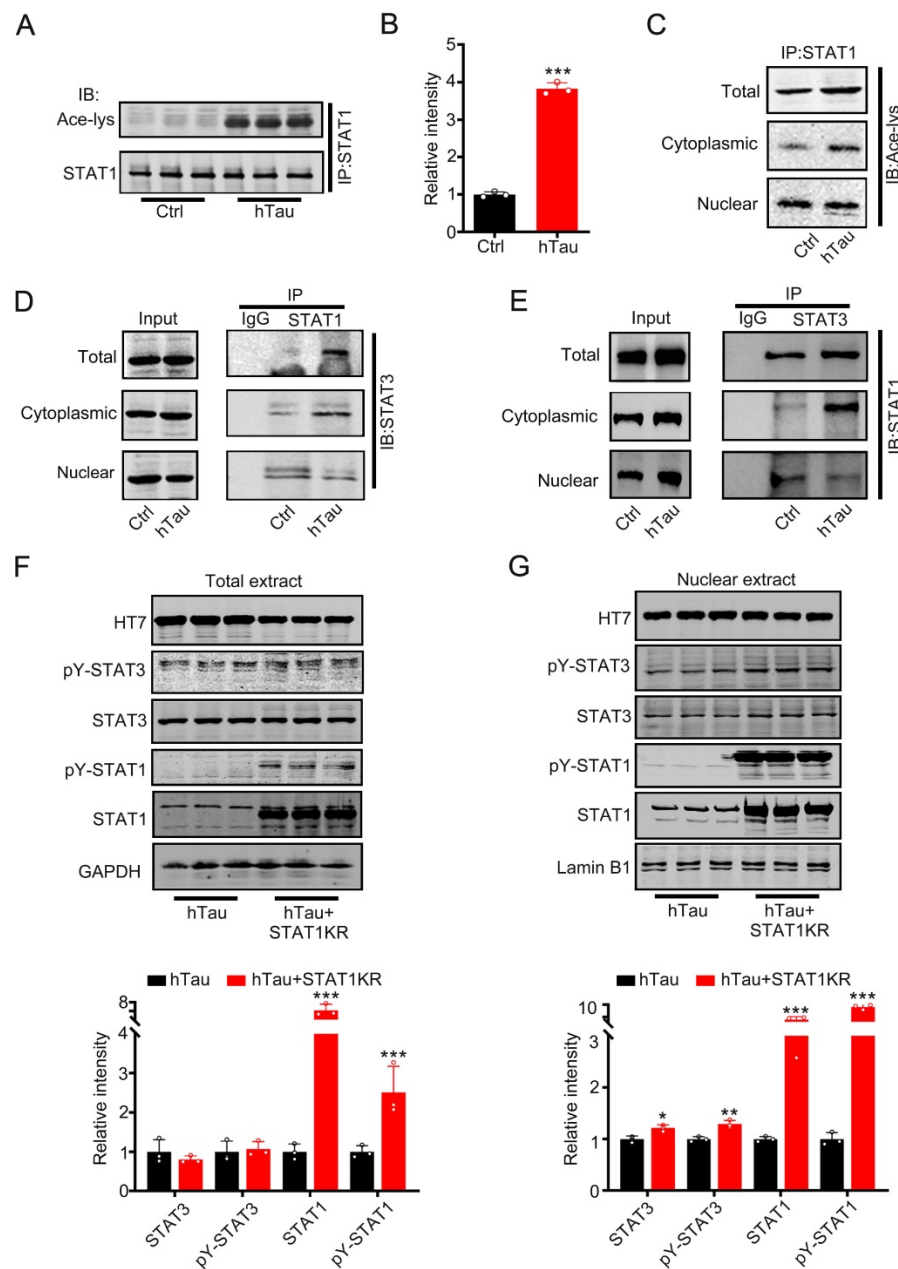 A
IB:
Ace-lys
STAT1
IP:STAT1
Ctrl hTau
B
Relative intensity
5
4
3
2
1
0
***
Ctrl hTau
C
IP:STAT1
Total
Cytoplasmic
Nuclear
Ctrl hTau
IB:Ace-lys
D
Input
IP
IgG STAT1
Total
Cytoplasmic
Nuclear
Ctrl hTau
Ctrl hTau
IB:STAT3
E
Input
IP
IgG STAT3
Total
Cytoplasmic
Nuclear
Ctrl hTau
Ctrl hTau
IB:STAT1
F
Total extract
HT7
pY-STAT3
STAT3
pY-STAT1
STAT1
GAPDH
hTau hTau+
STAT1KR
hTau hTau+STAT1KR
Relative intensity
8
4
4
3
2
1
0
***
***
STAT3 pY-STAT3 STAT1 pY-STAT1
G
Nuclear extract
HT7
pY-STAT3
STAT3
pY-STAT1
STAT1
Lamin B1
hTau hTau+
STAT1KR
hTau hTau+STAT1KR
Relative intensity
10
3
3
2
1
0
*
**
***
***
STAT3 pY-STAT3 STAT1 pY-STAT1